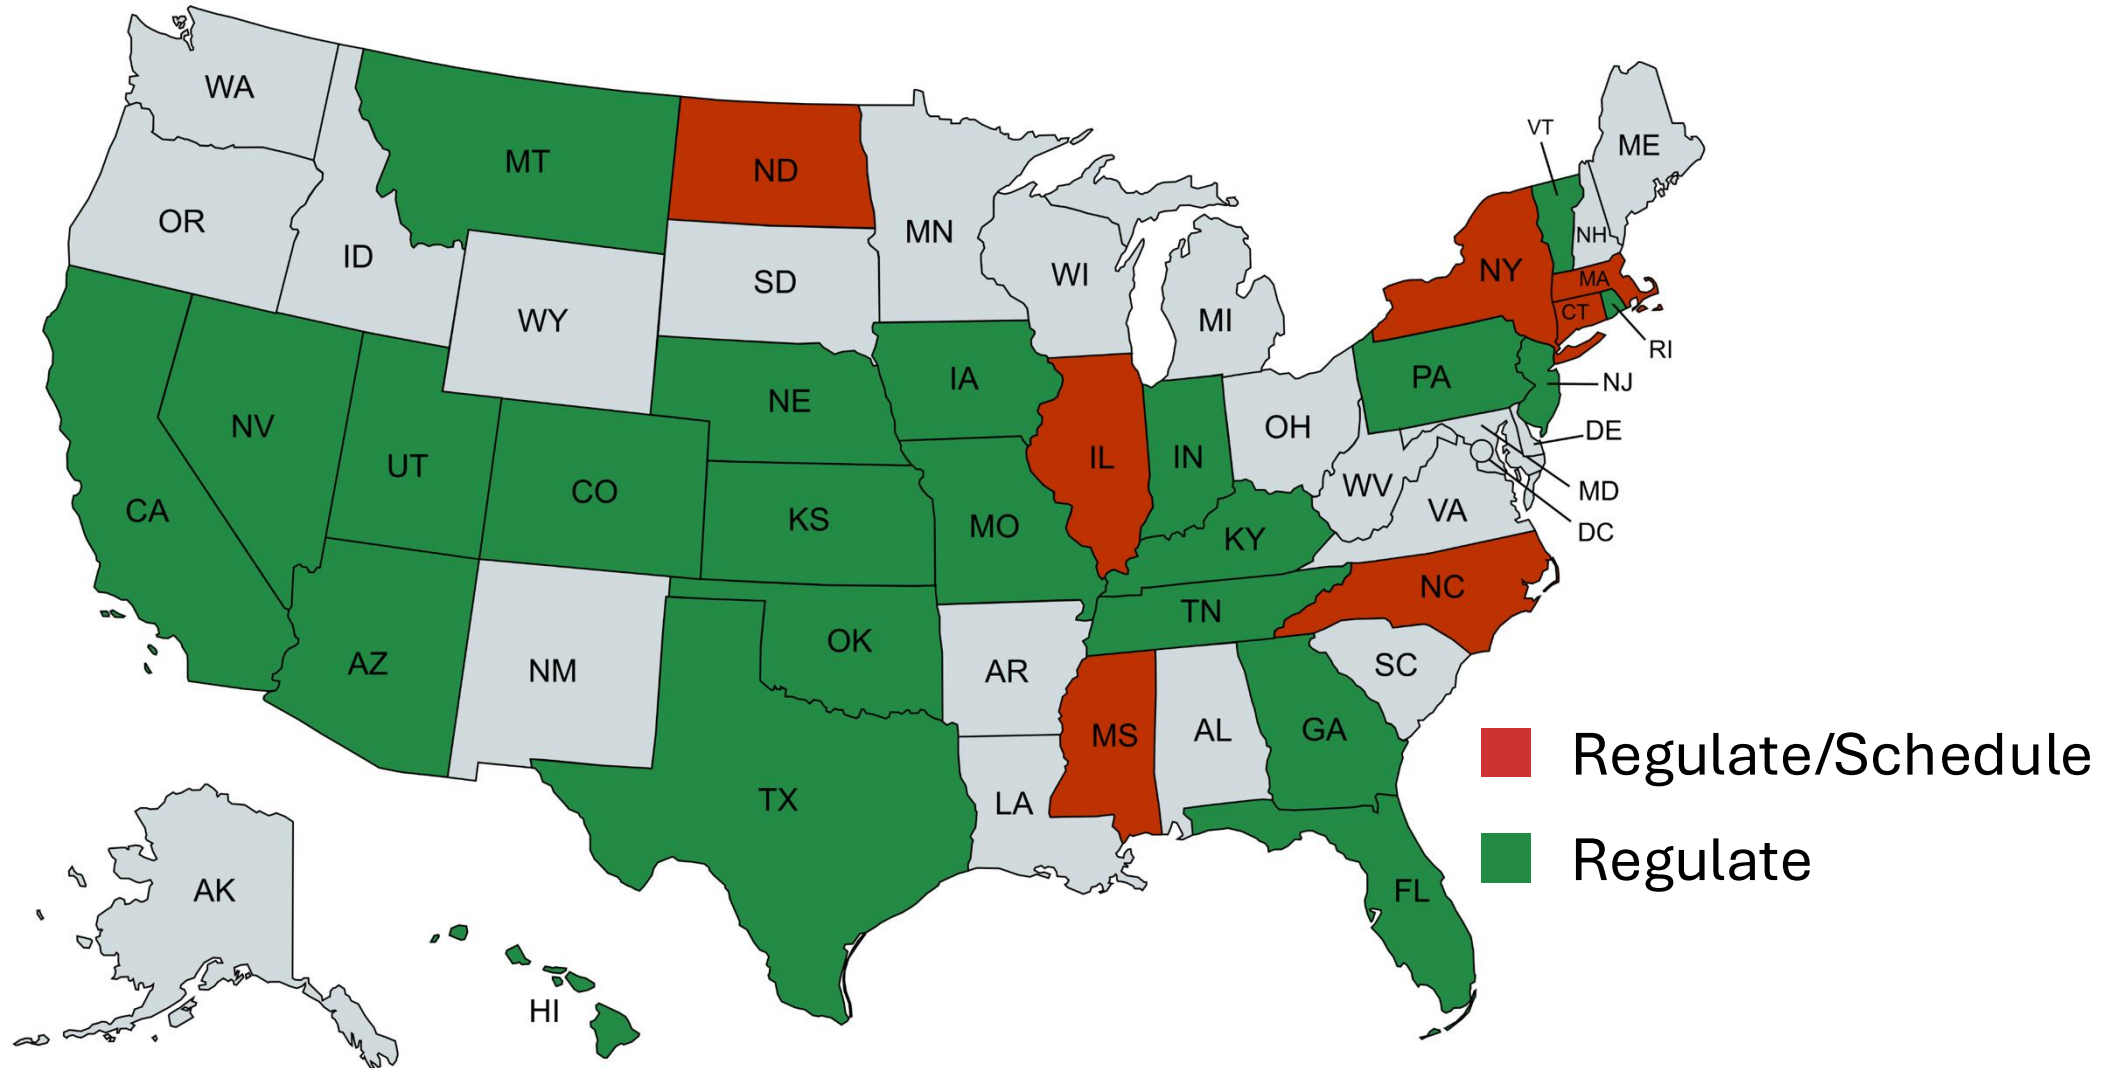 WA
MT
ND
ME
VT
OR
ID
MN
NH
SD
WI
NY
MA
WY
MI
CT
RI
IA
PA
NJ
NE
NV
OH
DE
UT
IL
IN
CO
WV
MD
CA
KS
MO
VA
DC
KY
NC
TN
OK
AZ
NM
AR
SC
MS
AL
GA
Regulate/Schedule
TX
LA
Regulate
AK
FL
HI